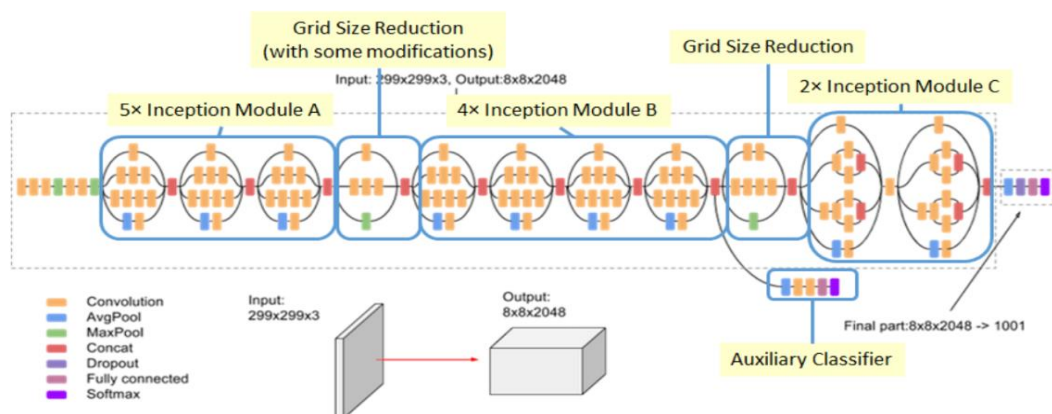 Grid Size Reduction
(with some modifications)
Grid Size Reduction
Input: 299x299x3, Output:8x8x2048
5× Inception Module A
4× Inception Module B
2× Inception Module C
Convolution
AvgPool
MaxPool
Concat
Dropout
Fully connected
Softmax
Input:
299x299x3
Output:
8x8x2048
Final part:8x8x2048 -> 1001
Auxiliary Classifier